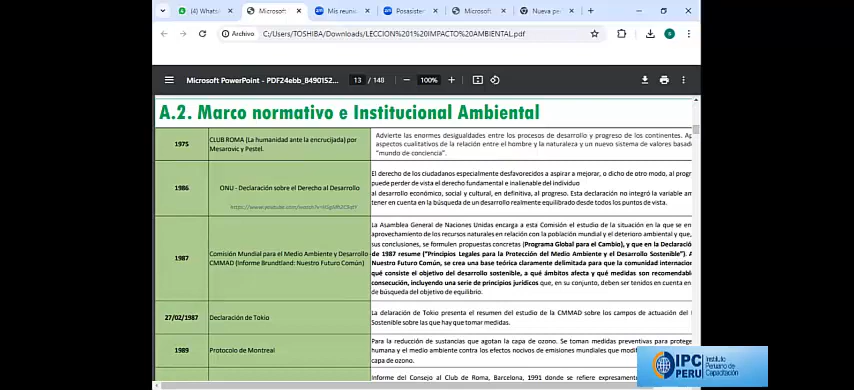 (4) Whats
Microsof
Mis reuni
Posasister
Microsoft
Nueva pe
Archivo
C:/Users/TOSHIBA/Downloads/LECCION%201%20IMPACTO%20AMBIENTAL.pdf
S
Microsoft PowerPoint - PDF24ebb_8490152...
13 / 148
100%
A.2. Marco normativo e Institucional Ambiental
1975
CLUB ROMA (La humanidad ante la encrucijada) por
Mesarovic y Pestel.
Advierte las enormes desigualdades entre los procesos de desarrollo y progreso de los continentes. Ap
aspectos cualitativos de la relación entre el hombre y la naturaleza y un nuevo sistema de valores basado
"mundo de conciencia".
1986
ONU - Declaración sobre el Derecho al Desarrollo
El derecho de los ciudadanos especialmente desfavorecidos a aspirar a mejorar, o dicho de otro modo, al progr
puede perder de vista el derecho fundamental e inalienable del individuo
al desarrollo económico, social y cultural, en definitiva, al progreso. Esta declaración no integró la variable am
tener en cuenta en la búsqueda de un desarrollo realmente equilibrado desde todos los puntos de vista.
1987
Comisión Mundial para el Medio Ambiente y Desarrollo
CMMAD (Informe Brundtland: Nuestro Futuro Común)
La Asamblea General de Naciones Unidas encarga a esta Comisión el estudio de la situación en la que se en
aprovechamiento de los recursos naturales en relación con la población mundial y el deterioro ambiental y que,
sus conclusiones, se formulen propuestas concretas (Programa Global para el Cambio), y que en la Declaració
de 1987 resume ("Principios Legales para la Protección del Medio Ambiente y el Desarrollo Sostenible"). A
Nuestro Futuro Común, se crea una base teórica claramente delimitada para que la comunidad internacion
qué consiste el objetivo del desarrollo sostenible, a qué ámbitos afecta y qué medidas son recomendabl
consecución, incluyendo una serie de principios jurídicos que, en su conjunto, deben ser tenidos en cuenta en
de búsqueda del objetivo de equilibrio.
27/02/1987
Declaración de Tokio
La delaración de Tokio presenta el resumen del estudio de la CMMAD sobre los campos de actuación del
Sostenible sobre las que hay que tomar medidas.
1989
Protocolo de Montreal
Para la reducción de sustancias que agotan la capa de ozono. Se toman medidas preventivas para protege
humana y el medio ambiente contra los efectos nocivos de emisiones mundiales que modif
capa de ozono.
Informe del Consejo al Club de Roma, Barcelona, 1991 donde se refiere expresamen
IPC
PERU
Instituto
Peruano de
Capacitación